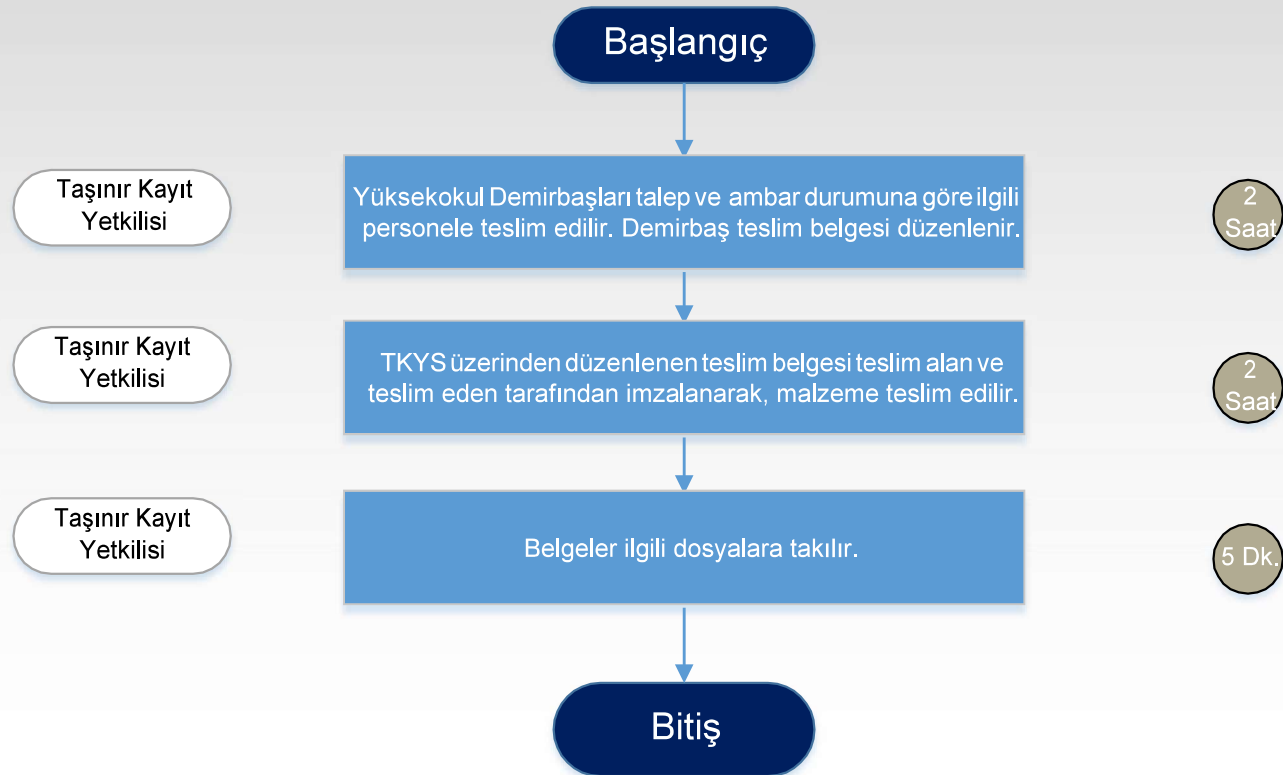 Başlangıç
Taşınır Kayıt
Yetkilisi
Yüksekokul Demirbaşları talep ve ambar durumuna göre ilgili
personele teslim edilir. Demirbaş teslim belgesi düzenlenir.
2
Saat
Taşınır Kayıt
Yetkilisi
TKYS üzerinden düzenlenen teslim belgesi teslim alan ve
teslim eden tarafından imzalanarak, malzeme teslim edilir.
2
Saat
Taşınır Kayıt
Yetkilisi
Belgeler ilgili dosyalara takılır.
5 Dk.
Bitiş